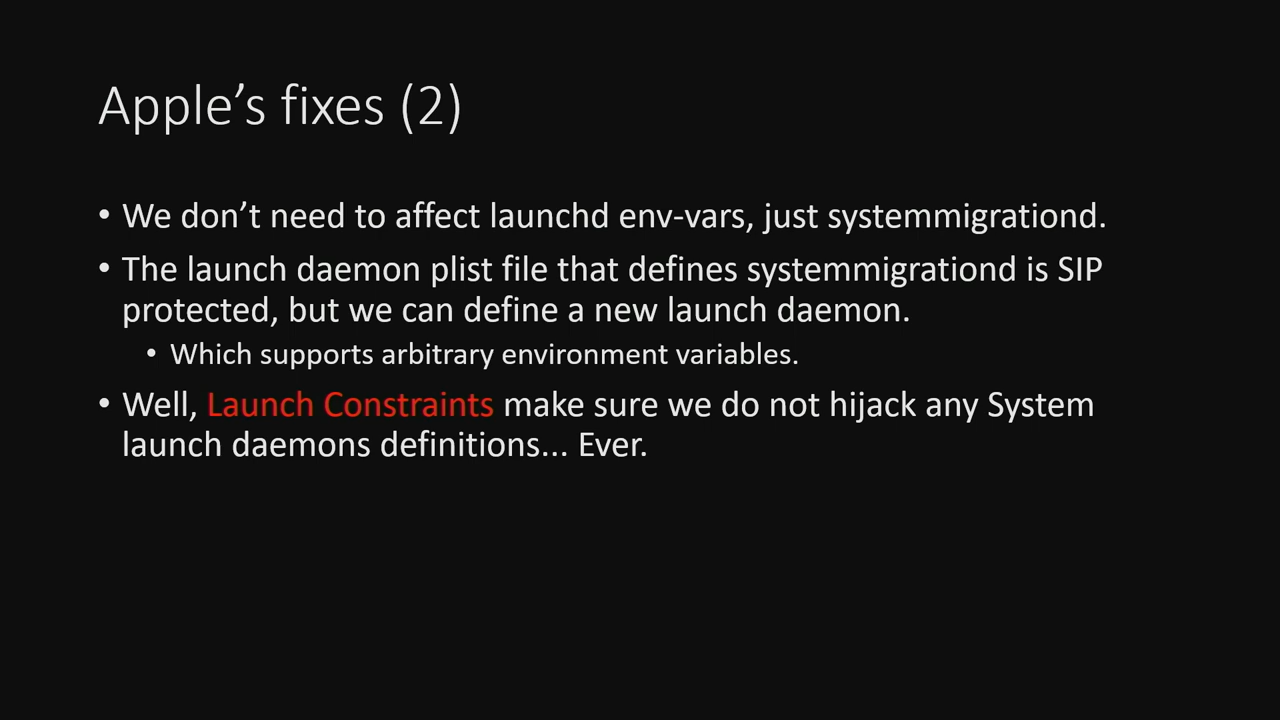 Apple’s fixes (2)
• We don’t need to affect launchd env-vars, just systemmigrationd.
• The launch daemon plist file that defines systemmigrationd is SIP
protected, but we can define a new launch daemon.
• Which supports arbitrary environment variables.
• Well, Launch Constraints make sure we do not hijack any System
launch daemons definitions... Ever.